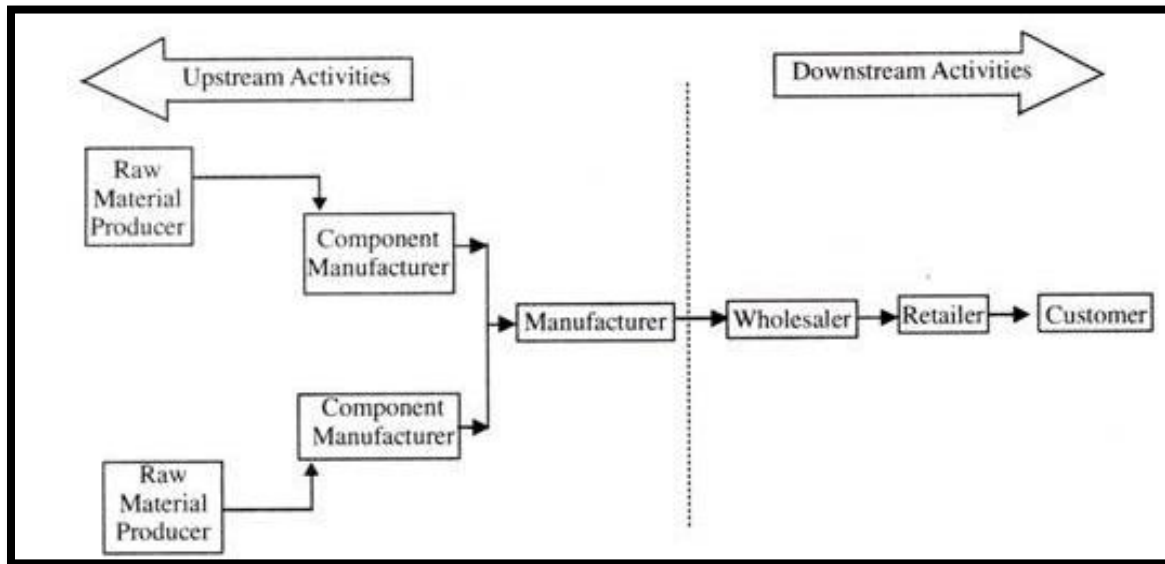 Upstream Activities
Downstream Activities
Raw
Material
Producer
Component
Manufacturer
Manufacturer
Wholesaler
Retailer
Customer
Component
Manufacturer
Raw
Material
Producer